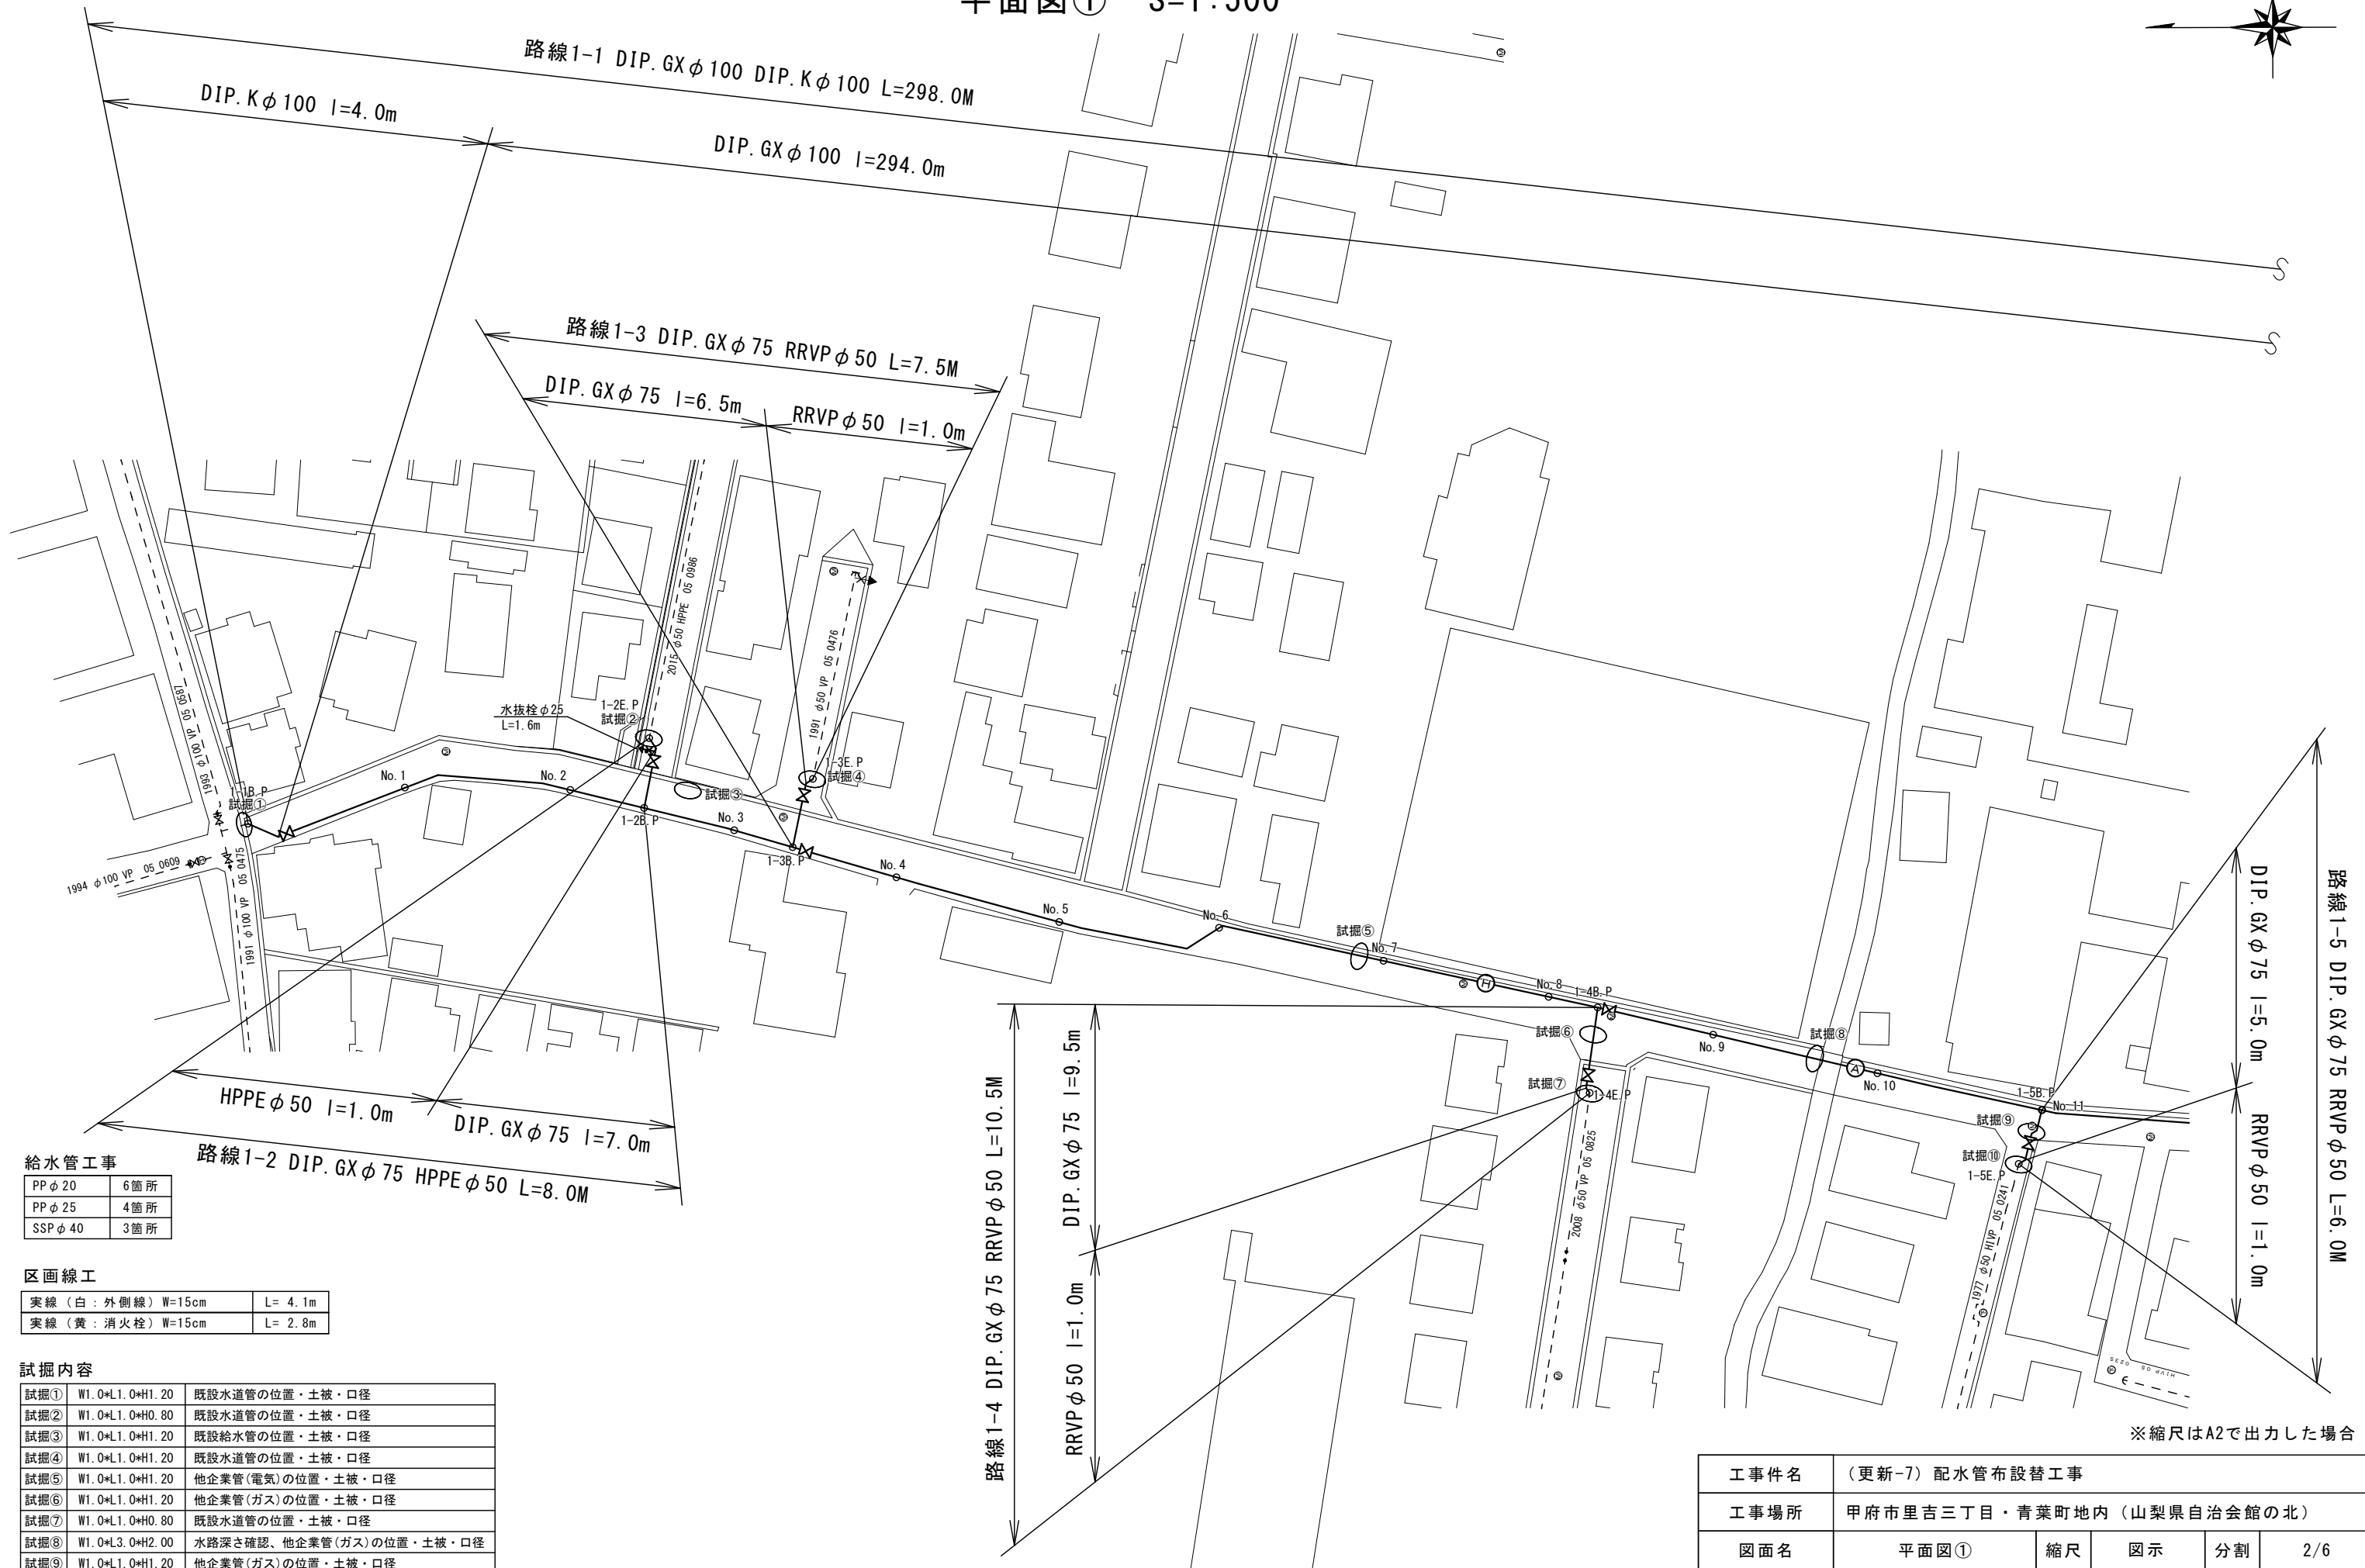 平面図① S=1:500
路線1-1 DIP.GXφ100 DIP.Kφ100 L=298.0M
DIP.Kφ100 l=4.0m
DIP.GXφ100 l=294.0m
路線1-3 DIP.GXφ75 RRVPφ50 L=7.5M
DIP.GXφ75 l=6.5m
RRVPφ50 l=1.0m
2015 φ50 HPPE 05 0986
1991 φ50 VP 05 0476
1993 φ100 VP 05 0587
1994 φ100 VP 05 0609
1991 φ100 VP 05 0475
水抜栓φ25
L=1.6m
1-2E.P
試掘②
1-3E.P
試掘④
1-1B.P
試掘①
No.1
No.2
試掘③
1-2B.P
No.3
1-3B.P
No.4
No.5
No.6
試掘⑤
No.7
H
No.8
1-4B.P
試掘⑥
No.9
試掘⑧
A
No.10
1-5B.P
No.11
試掘⑦
1-4E.P
試掘⑨
試掘⑩
1-5E.P
2008 φ50 VP 05 0825
1977 φ50 HIVP 05 0241
HIVP 05 0235
HPPEφ50 l=1.0m
DIP.GXφ75 l=7.0m
路線1-2 DIP.GXφ75 HPPEφ50 L=8.0M
路線1-4 DIP.GXφ75 RRVPφ50 L=10.5M
DIP.GXφ75 l=9.5m
RRVPφ50 l=1.0m
路線1-5 DIP.GXφ75 RRVPφ50 L=6.0M
DIP.GXφ75 l=5.0m
RRVPφ50 l=1.0m
給水管工事
PPφ20 6箇所
PPφ25 4箇所
SSPφ40 3箇所
区画線工
実線(白:外側線)W=15cm L= 4.1m
実線(黄:消火栓)W=15cm L= 2.8m
試掘内容
試掘① W1.0*L1.0*H1.20 既設水道管の位置・土被・口径
試掘② W1.0*L1.0*H0.80 既設水道管の位置・土被・口径
試掘③ W1.0*L1.0*H1.20 既設給水管の位置・土被・口径
試掘④ W1.0*L1.0*H1.20 既設水道管の位置・土被・口径
試掘⑤ W1.0*L1.0*H1.20 他企業管(電気)の位置・土被・口径
試掘⑥ W1.0*L1.0*H1.20 他企業管(ガス)の位置・土被・口径
試掘⑦ W1.0*L1.0*H0.80 既設水道管の位置・土被・口径
試掘⑧ W1.0*L3.0*H2.00 水路深さ確認、他企業管(ガス)の位置・土被・口径
試掘⑨ W1.0*L1.0*H1.20 他企業管(ガス)の位置・土被・口径
※縮尺はA2で出力した場合
工事件名 (更新-7)配水管布設替工事
工事場所 甲府市里吉三丁目・青葉町地内(山梨県自治会館の北)
図面名 平面図① 縮尺 図示 分割 2/6